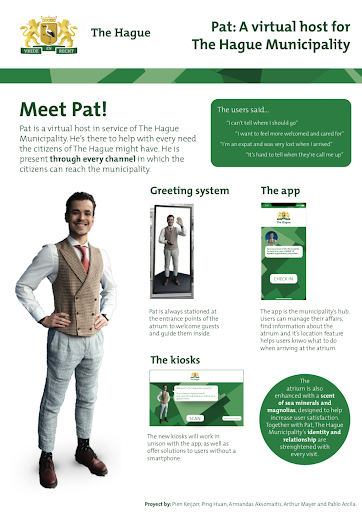 VREDE EN RECHT
The Hague
Pat: A virtual host for
The Hague Municipality
Meet Pat!
Pat is a virtual host in service of The Hague
Municipality. He's there to help with every need
the citizens of The Hague might have. He is
present through every channel in which the
citizens can reach the municipality.
The users said...
"I can't tell where I should go"
"I want to feel more welcomed and cared for"
"I'm an expat and was very lost when I arrived"
"It's hard to tell when they're call me up"
Greeting system
Pat is always stationed at
the entrance points of the
atrium to welcome guests
and guide them inside.
The app
The Hague
CHECK-IN
The app is the municipality's hub.
Users can manage their affairs,
find information about the
atrium and it's location feature
helps users knwo what to do
when arriving at the atrium.
The kiosks
SCAN
The new kiosks will work in
unison with the app, as well as
offer solutions to users without a
smartphone.
The
atrium is also
enhanced with a scent
of sea minerals and
magnolias, designed to help
increase user satisfaction.
Together with Pat, The Hague
Municipality's identity and
relationship are
strenghtened with
every visit.
Proyect by: Pien Keijzer, Ping Huan, Armandas Aksomaitis, Arthur Mayer and Pablo Arcila.